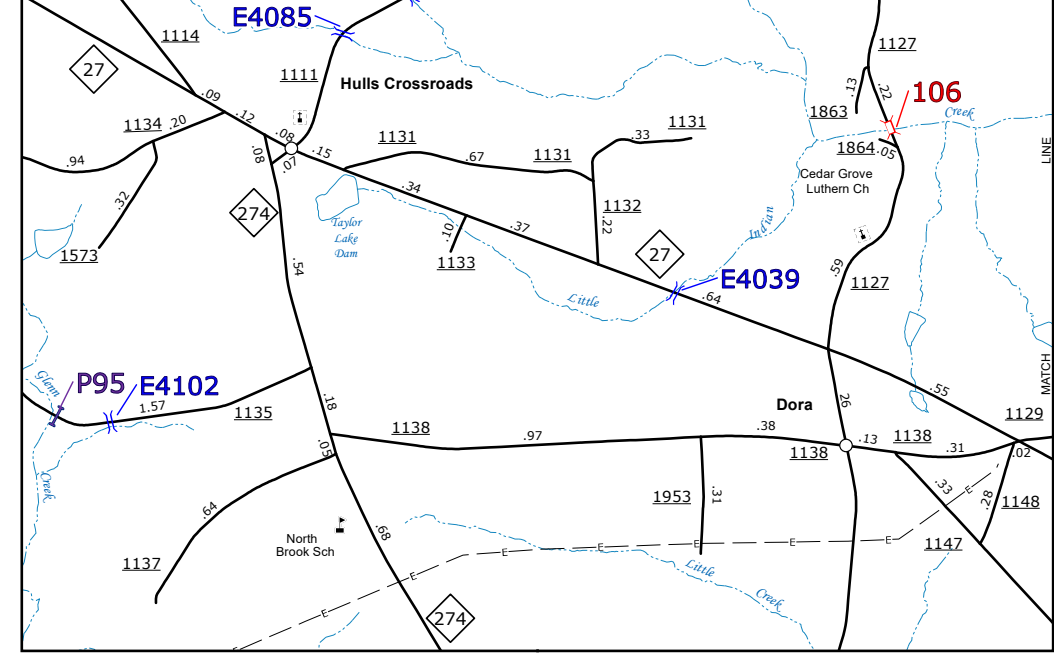 E4085
1114
27
1111
Hulls Crossroads
1127
.13
.22
106
1863
Creek
.09
.12
1134
.20
.08
.15
1131
.33
1131
1864
.05
LINE
.94
.08
.07
.67
1131
Cedar Grove
Luthern Ch
.34
.32
274
Taylor
Lake
Dam
1132
.22
.37
.10
1133
27
Indian
1573
.54
E4039
.59
1127
Little
.64
Glenn
P95
E4102
1.57
1135
.18
MATCH
.55
26
Dora
1129
1138
.97
.38
.13
1138
.31
.02
1138
.05
Creek
.64
1953
.31
.33
E
.28
1148
.68
North
Brook Sch
1147
E
E
E
E
E
1137
Little
Creek
E
E
E
274